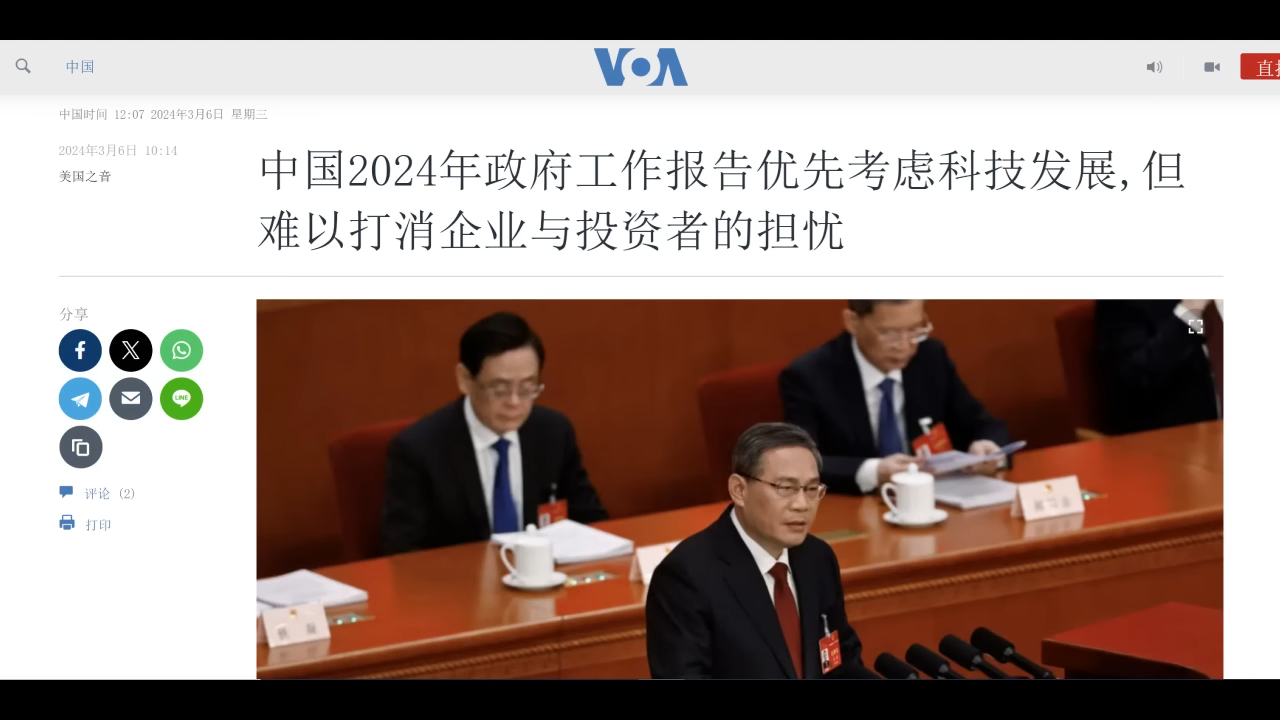 中国
VOA
直播
中国时间 12:07 2024年3月6日 星期三
2024年3月6日 10:14
美国之音
中国2024年政府工作报告优先考虑科技发展,但
难以打消企业与投资者的担忧
分享
LINE
评论 (2)
打印